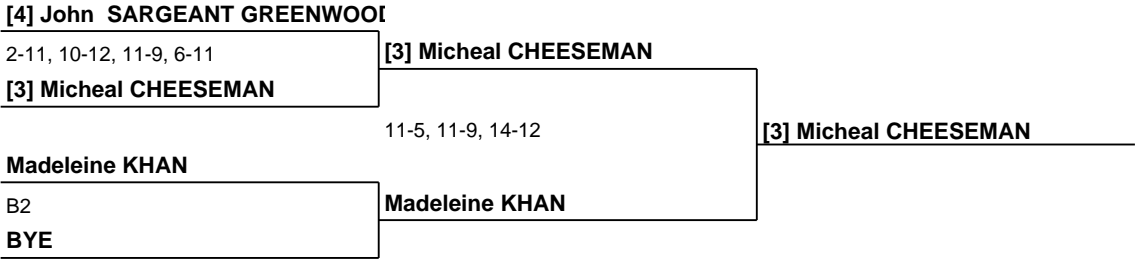 [4] John SARGEANT GREENWOOD
2-11, 10-12, 11-9, 6-11
[3] Micheal CHEESEMAN
[3] Micheal CHEESEMAN
11-5, 11-9, 14-12
[3] Micheal CHEESEMAN
Madeleine KHAN
B2
BYE
Madeleine KHAN